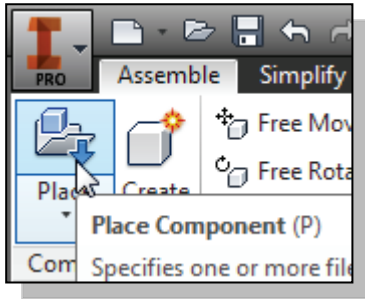 PRO
Assemble Simplify
Free Mov
Free Rota
Plac Create
Place Component (P)
Com Specifies one or more file